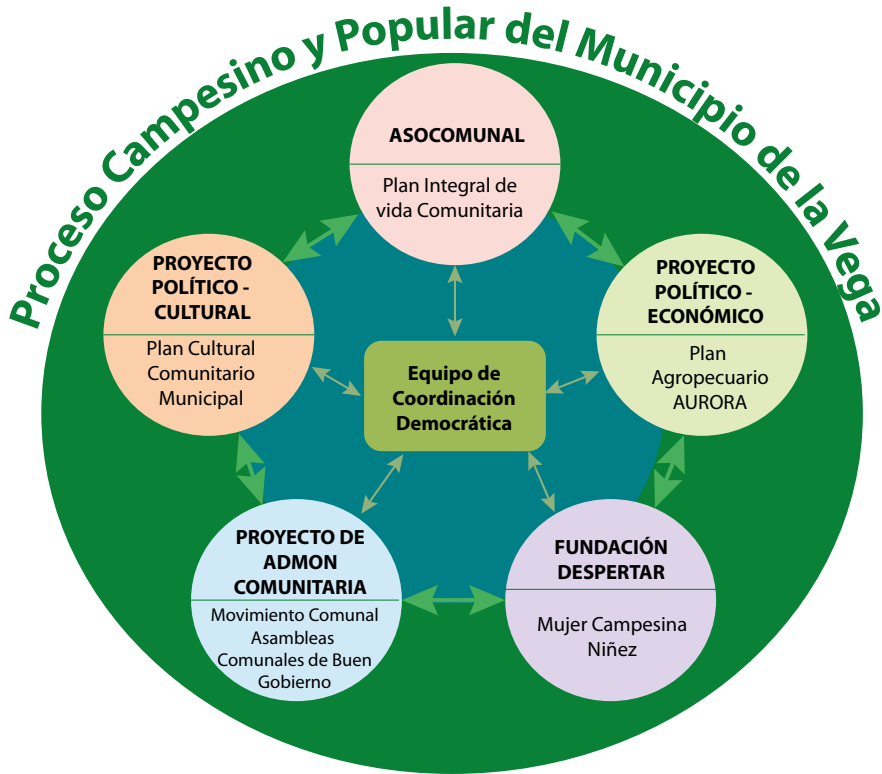 Proceso Campesino y Popular del Municipio de la Vega
ASOCOMUNAL
Plan Integral de
vida Comunitaria
PROYECTO
POLÍTICO -
CULTURAL
Plan Cultural
Comunitario
Municipal
PROYECTO
POLÍTICO -
ECONÓMICO
Plan
Agropecuario
AURORA
Equipo de
Coordinación
Democrática
PROYECTO DE
ADMON
COMUNITARIA
Movimiento Comunal
Asambleas
Comunales de Buen
Gobierno
FUNDACIÓN
DESPERTAR
Mujer Campesina
Niñez